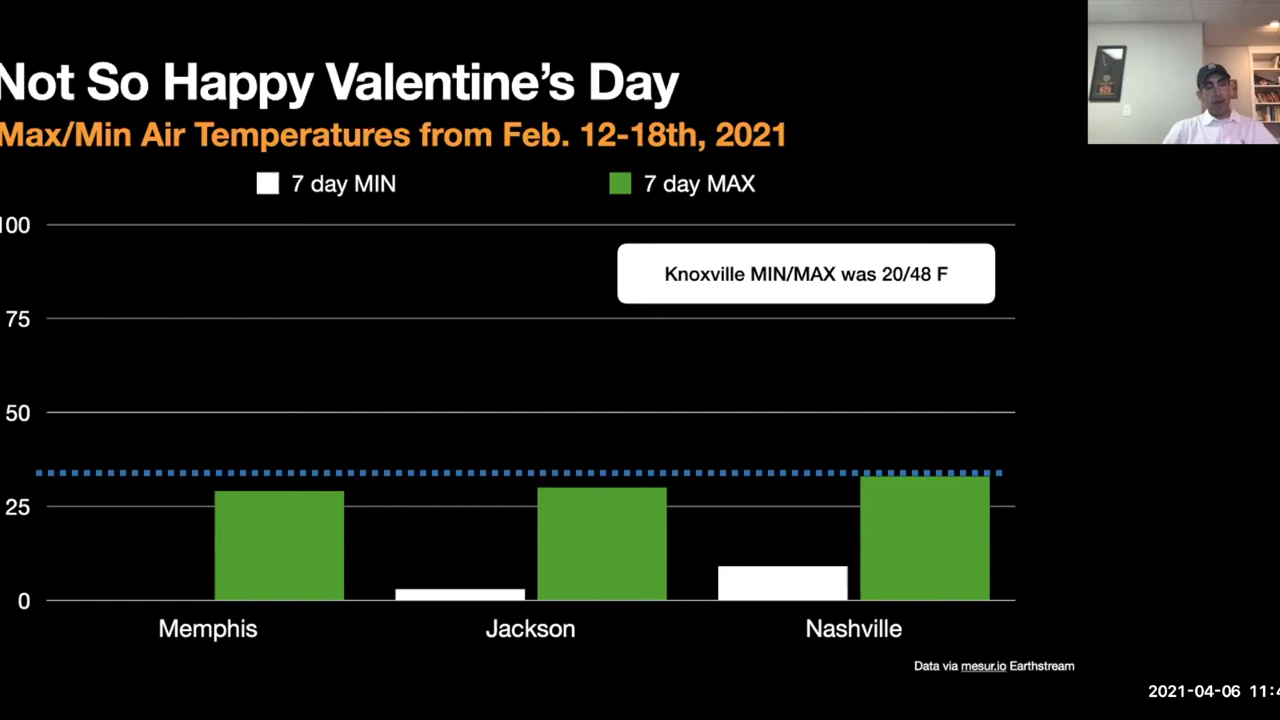 Not So Happy Valentine's Day
Max/Min Air Temperatures from Feb. 12-18th, 2021
7 day MIN 7 day MAX
100
Knoxville MIN/MAX was 20/48 F
75
50
25
0
Memphis Jackson Nashville
Data via mesur.io Earthstream
2021-04-06 11:4